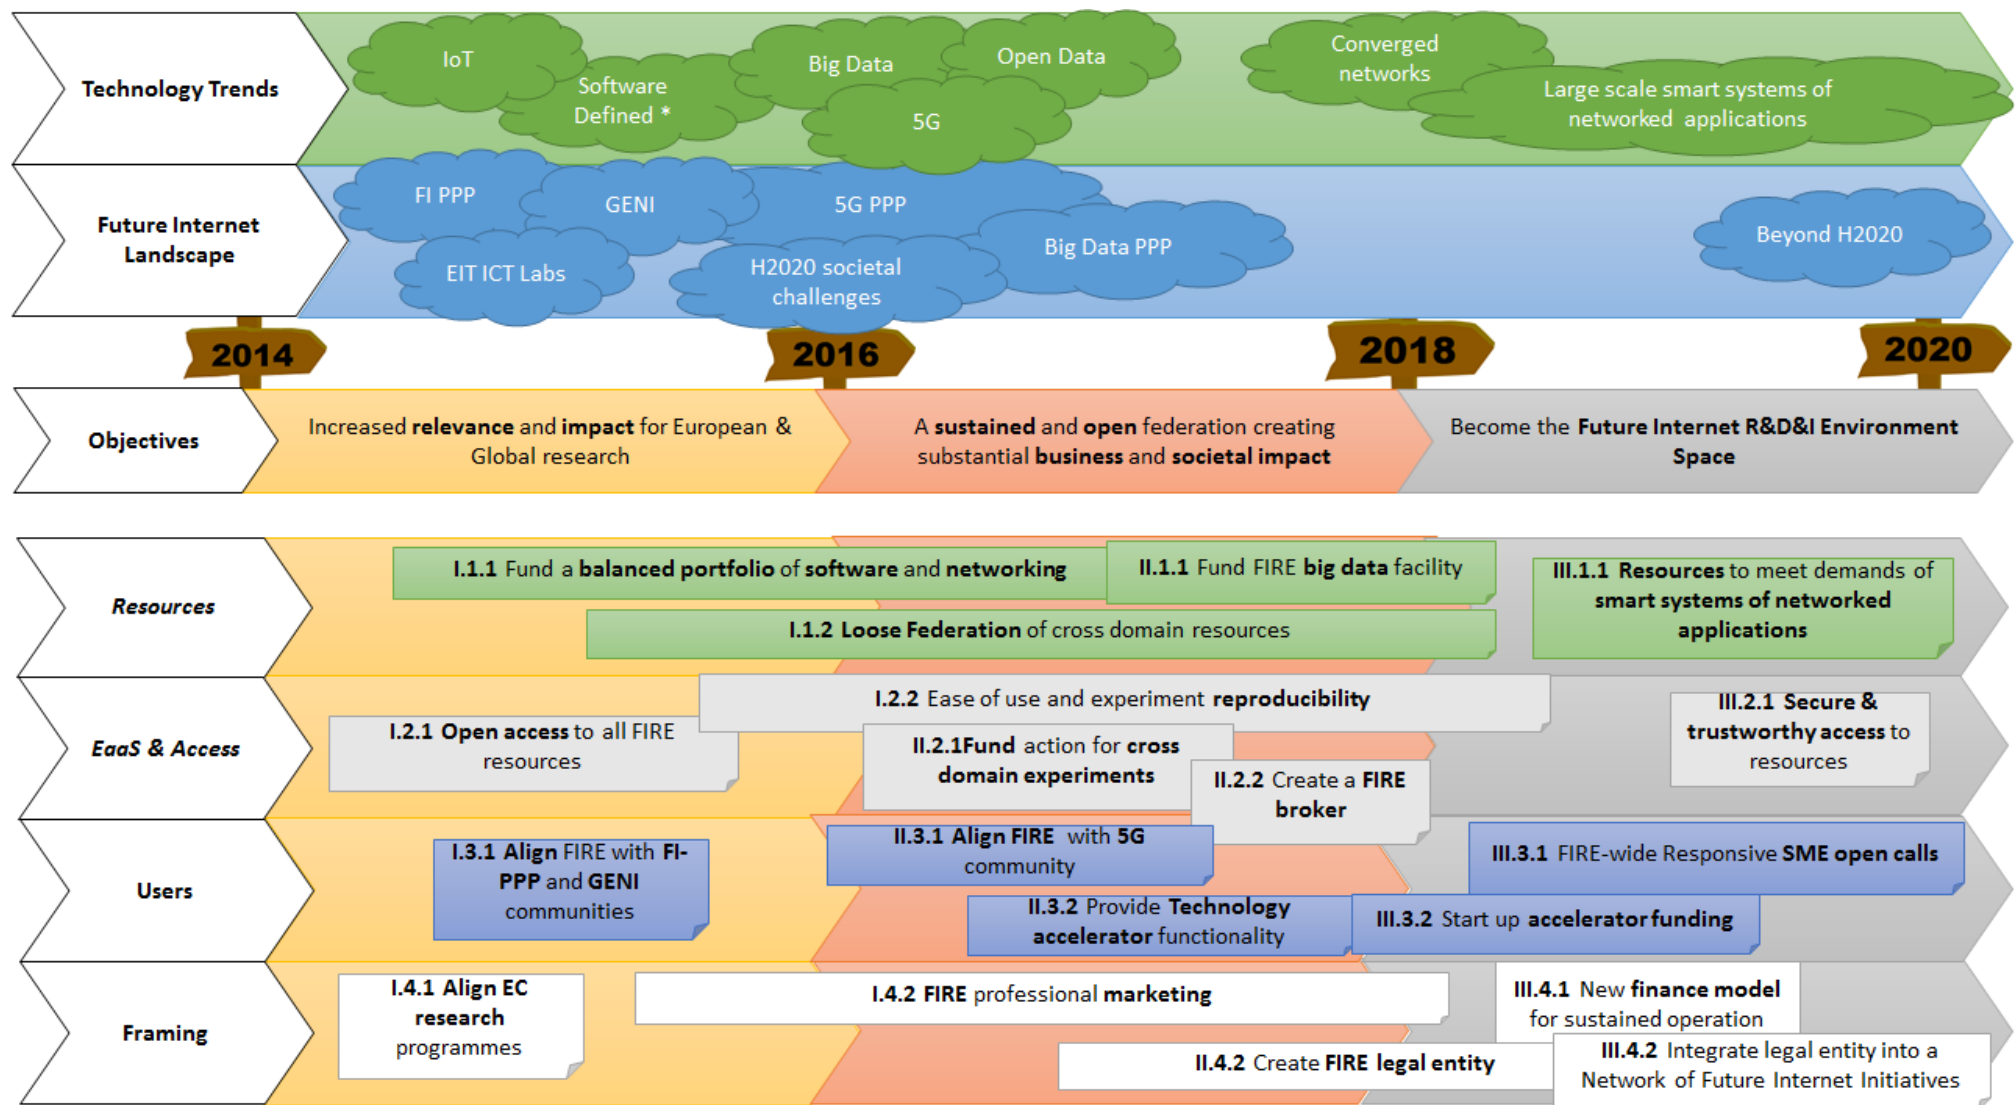 Technology Trends
IoT
Software
Defined *
Big Data
Open Data
5G
Converged
networks
Large scale smart systems of
networked applications
Future Internet
Landscape
FI PPP
GENI
5G PPP
EIT ICT Labs
H2020 societal
challenges
Big Data PPP
Beyond H2020
2014
2016
2018
2020
Objectives
Increased relevance and impact for European &
Global research
A sustained and open federation creating
substantial business and societal impact
Become the Future Internet R&D&I Environment
Space
Resources
I.1.1 Fund a balanced portfolio of software and networking
II.1.1 Fund FIRE big data facility
I.1.2 Loose Federation of cross domain resources
III.1.1 Resources to meet demands of
smart systems of networked
applications
EaaS & Access
I.2.1 Open access to all FIRE
resources
I.2.2 Ease of use and experiment reproducibility
II.2.1Fund action for cross
domain experiments
II.2.2 Create a FIRE
broker
III.2.1 Secure &
trustworthy access to
resources
Users
I.3.1 Align FIRE with FI-
PPP and GENI
communities
II.3.1 Align FIRE with 5G
community
II.3.2 Provide Technology
accelerator functionality
III.3.1 FIRE-wide Responsive SME open calls
III.3.2 Start up accelerator funding
Framing
I.4.1 Align EC
research
programmes
I.4.2 FIRE professional marketing
II.4.2 Create FIRE legal entity
III.4.1 New finance model
for sustained operation
III.4.2 Integrate legal entity into a
Network of Future Internet Initiatives